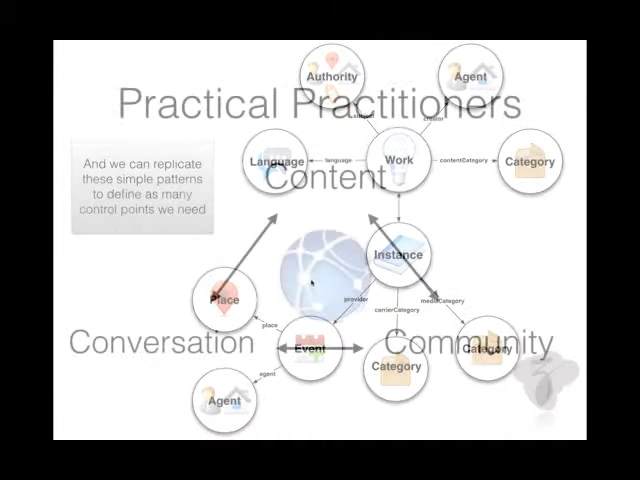 Authority
Agent
Practical Practitioners
subject
creator
And we can replicate
these simple patterns
to define as many
control points we need
Language
language
Work
contentCategory
Category
Content
Instance
Place
provider
mediaCategory
carrierCategory
place
Conversation
Event
Community
Category
Category
agent
Agent